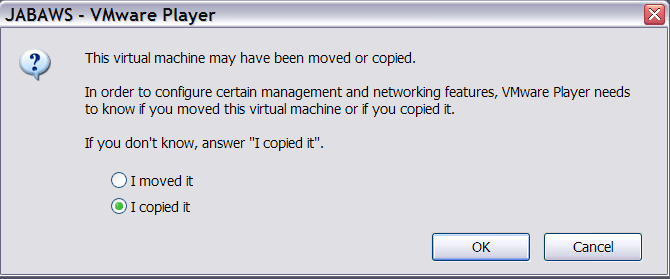 JABAWS - VMware Player
This virtual machine may have been moved or copied.
In order to configure certain management and networking features, VMware Player needs
to know if you moved this virtual machine or if you copied it.
If you don't know, answer "I copied it".
I moved it
I copied it
OK Cancel